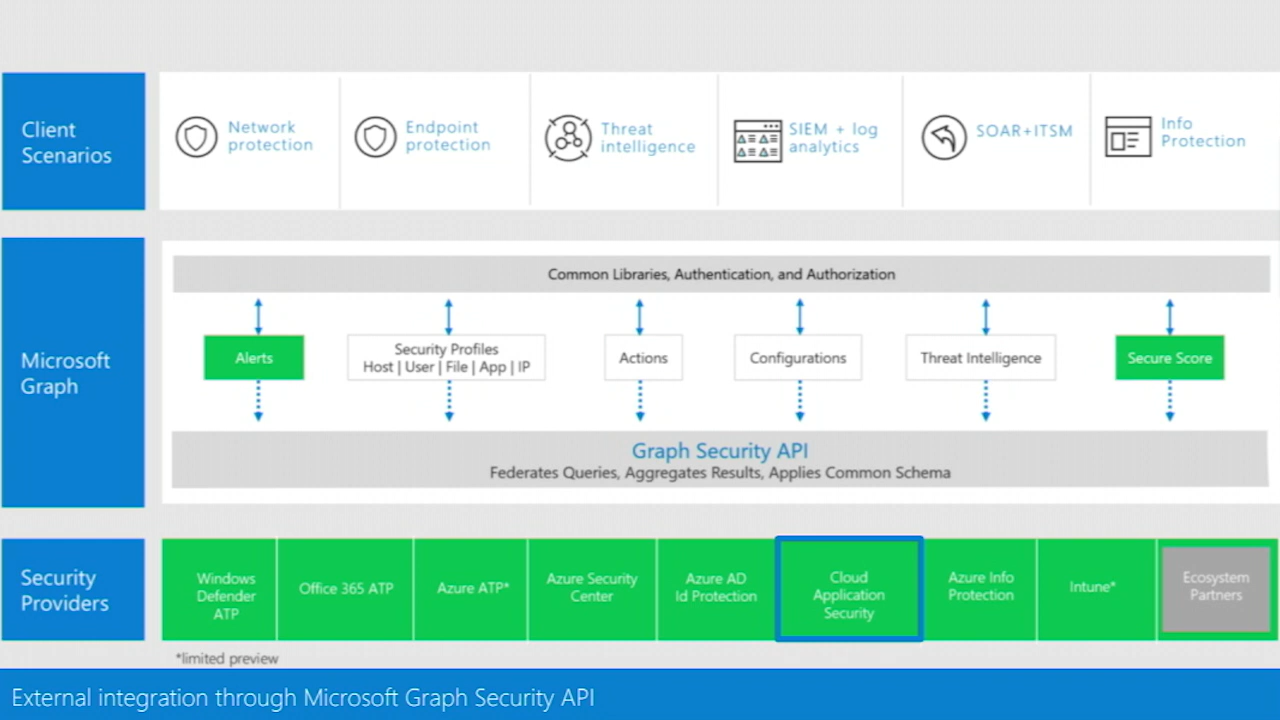 Client
Scenarios
Network
protection
Endpoint
protection
Threat
intelligence
SIEM + log
analytics
SOAR+ITSM
Info
Protection
Microsoft
Graph
Common Libraries, Authentication, and Authorization
Alerts
Security Profiles
Host | User | File | App | IP
Actions
Configurations
Threat Intelligence
Secure Score
Graph Security API
Federates Queries, Aggregates Results, Applies Common Schema
Security
Providers
Windows
Defender
ATP
Office 365 ATP
Azure ATP*
Azure Security
Center
Azure AD
Id Protection
Cloud
Application
Security
Azure Info
Protection
Intune*
Ecosystem
Partners
*limited preview
External integration through Microsoft Graph Security API